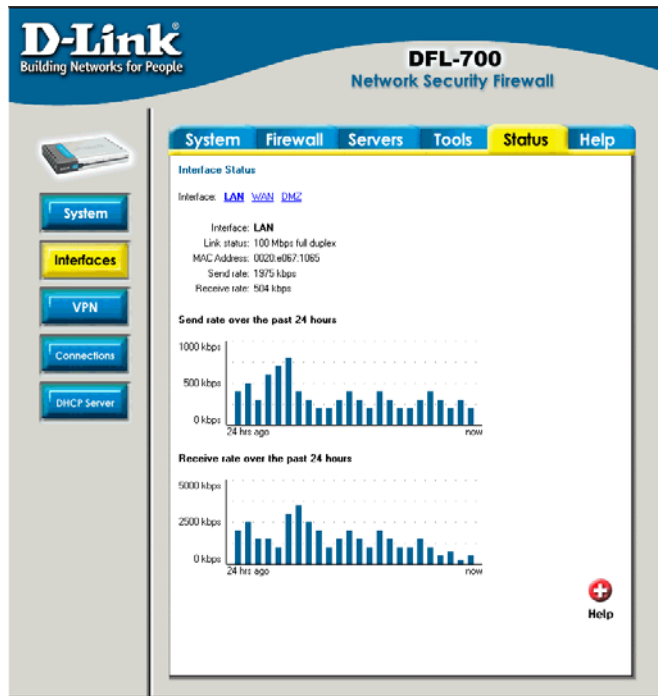 D-Link
Building Networks for People
DFL-700
Network Security Firewall
System Firewall Servers Tools Status Help
System
Interfaces
VPN
Connections
DHCP Server
Interface Status
Interface: LAN WAN DMZ
Interface: LAN
Link status: 100 Mbps full duplex
MAC Address: 0020:e067:1065
Send rate: 1975 kbps
Receive rate: 504 kbps
Send rate over the past 24 hours
1000 kbps
500 kbps
0 kbps
24 hrs ago now
Receive rate over the past 24 hours
5000 kbps
2500 kbps
0 kbps
24 hrs ago now
Help